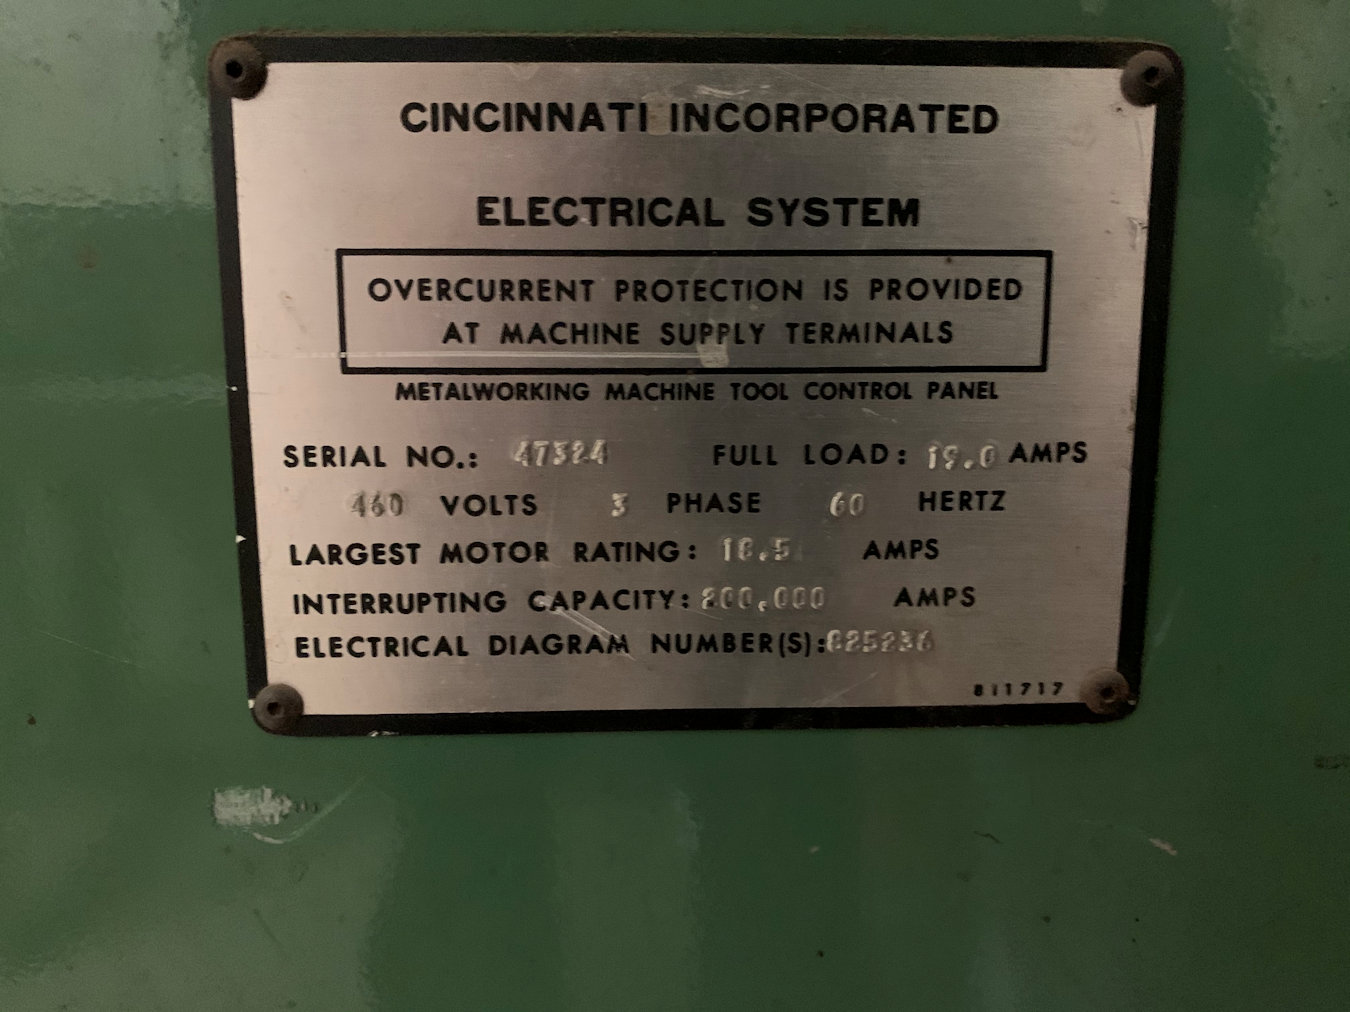 CINCINNATI INCORPORATED
ELECTRICAL SYSTEM
OVERCURRENT PROTECTION IS PROVIDED
AT MACHINE SUPPLY TERMINALS
METALWORKING MACHINE TOOL CONTROL PANEL
SERIAL NO.: 47324 FULL LOAD: 19.0 AMPS
460 VOLTS 3 PHASE 60 HERTZ
LARGEST MOTOR RATING: 18.5 AMPS
INTERRUPTING CAPACITY: 200,000 AMPS
ELECTRICAL DIAGRAM NUMBER(S):
811717